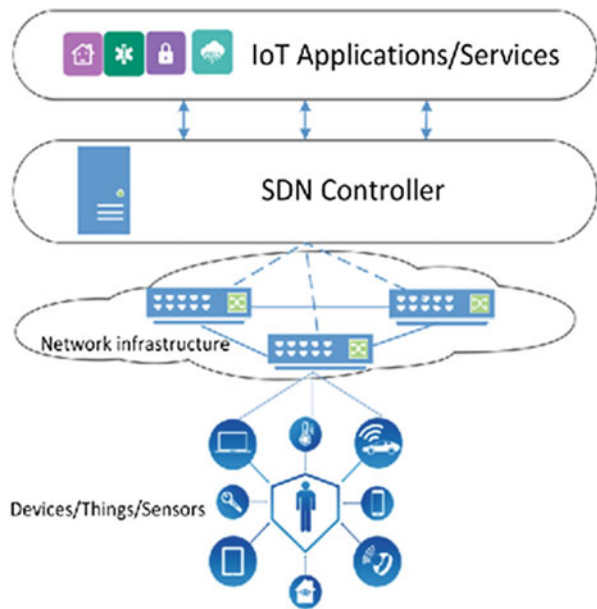 IoT Applications/Services
SDN Controller
Network infrastructure
Devices/Things/Sensors